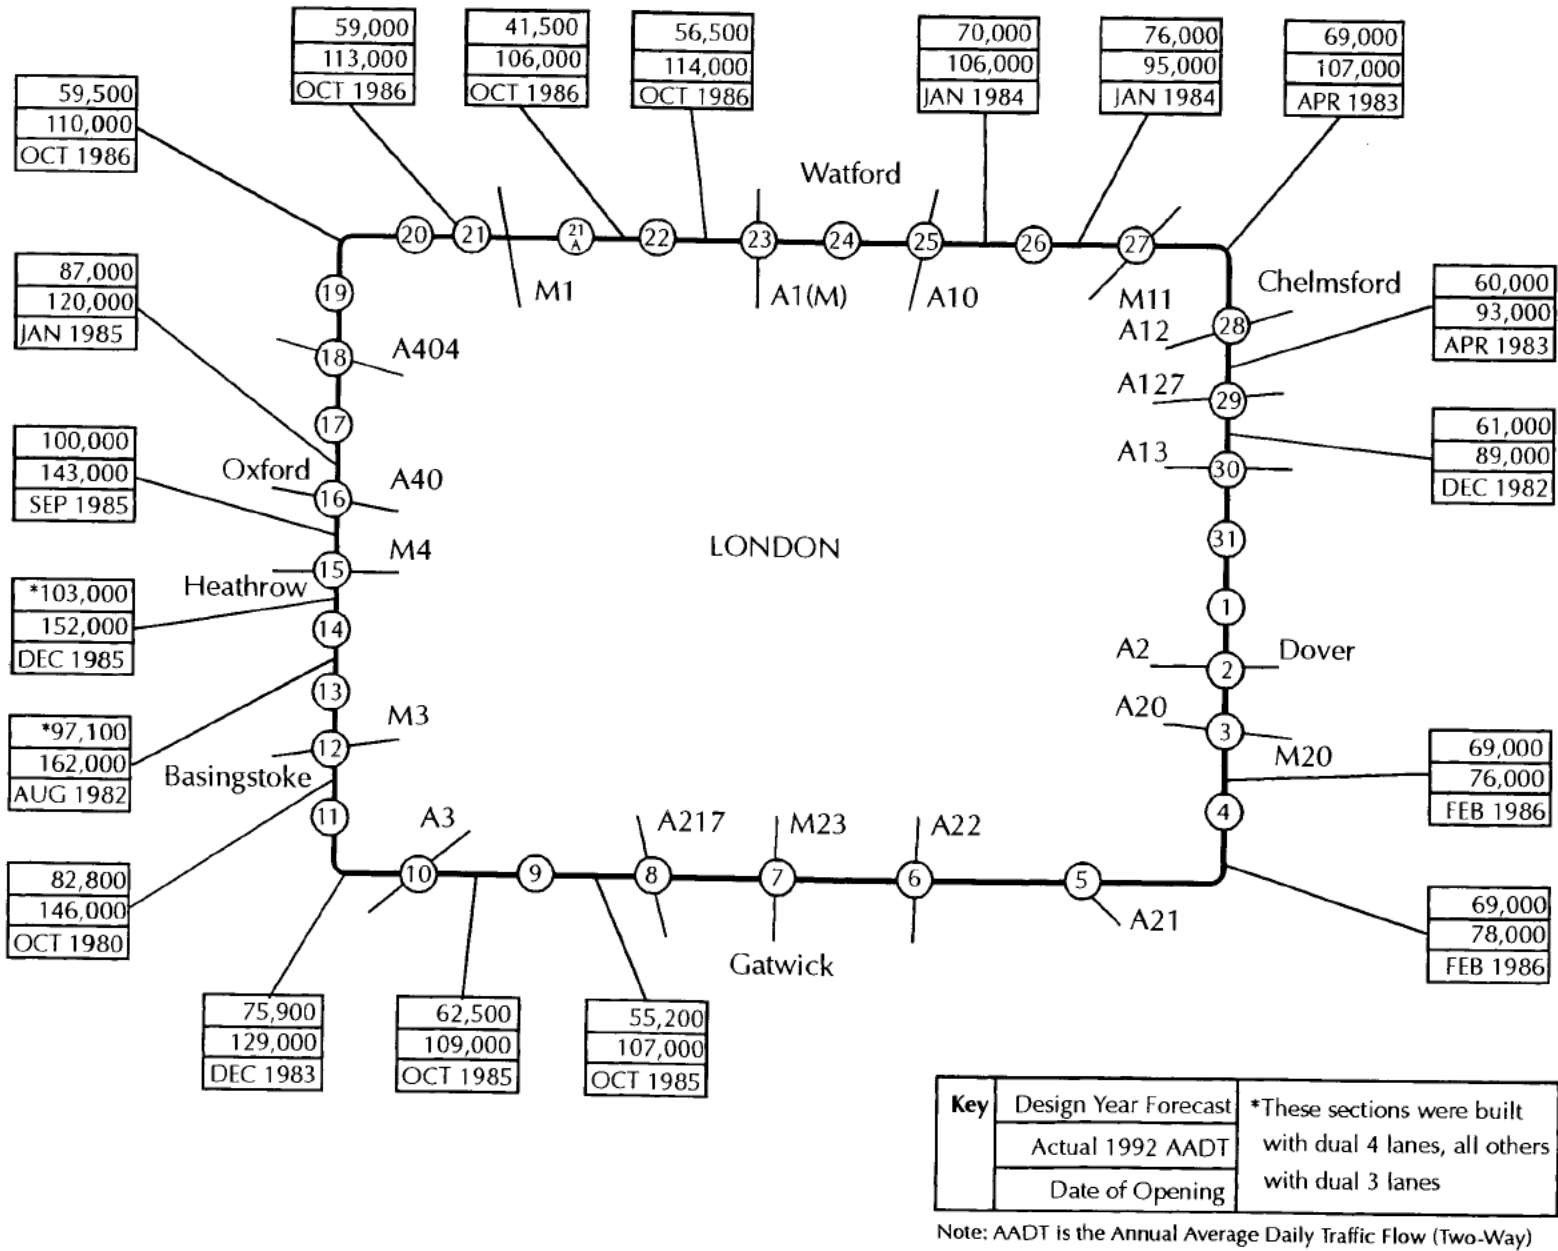 59,000
113,000
OCT 1986
41,500
106,000
OCT 1986
56,500
114,000
OCT 1986
70,000
106,000
JAN 1984
76,000
95,000
JAN 1984
69,000
107,000
APR 1983
59,500
110,000
OCT 1986
Watford
20
21
21
A
22
23
24
25
26
27
M1
A1(M)
A10
M11
87,000
120,000
JAN 1985
19
18
A404
17
Chelmsford
A12
28
60,000
93,000
APR 1983
A127
29
100,000
143,000
SEP 1985
Oxford
A40
16
A13
30
61,000
89,000
DEC 1982
LONDON
M4
15
Heathrow
31
*103,000
152,000
DEC 1985
14
1
A2
2
Dover
13
*97,100
162,000
AUG 1982
M3
12
Basingstoke
A20
3
M20
69,000
76,000
FEB 1986
11
A3
A217
M23
A22
4
10
9
8
7
6
5
A21
Gatwick
82,800
146,000
OCT 1980
69,000
78,000
FEB 1986
75,900
129,000
DEC 1983
62,500
109,000
OCT 1985
55,200
107,000
OCT 1985
Key
Design Year Forecast
Actual 1992 AADT
Date of Opening
*These sections were built
with dual 4 lanes, all others
with dual 3 lanes
Note: AADT is the Annual Average Daily Traffic Flow (Two-Way)